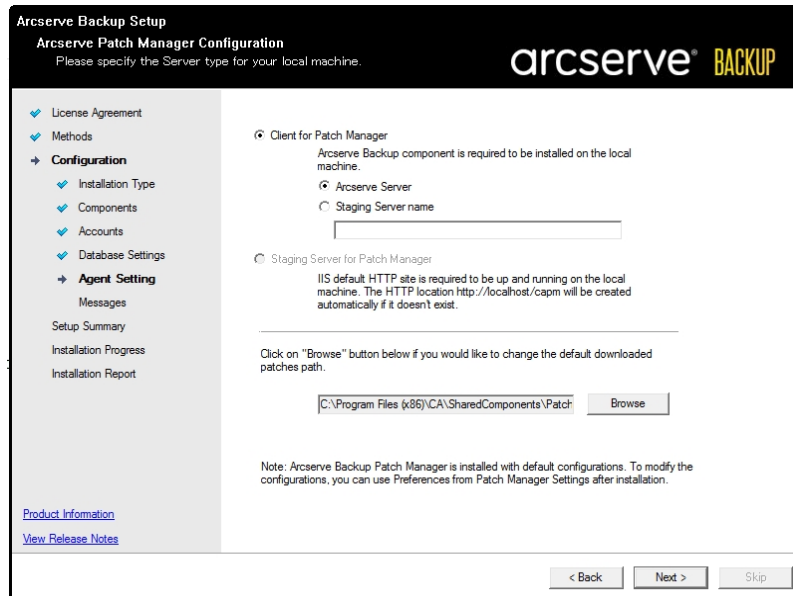 Arcserve Backup Setup
Arcserve Patch Manager Configuration
Please specify the Server type for your local machine.
arcserve® BACKUP
License Agreement
Methods
Configuration
Installation Type
Components
Accounts
Database Settings
Agent Setting
Messages
Setup Summary
Installation Progress
Installation Report
Product Information
View Release Notes
Client for Patch Manager
Arcserve Backup component is required to be installed on the local
machine.
Arcserve Server
Staging Server name
Staging Server for Patch Manager
IIS default HTTP site is required to be up and running on the local
machine. The HTTP location http://localhost/capm will be created
automatically if it doesn't exist.
Click on "Browse" button below if you would like to change the default downloaded
patches path.
C:\Program Files (x86)\CA\SharedComponents\Patch
Browse
Note: Arcserve Backup Patch Manager is installed with default configurations. To modify the
configurations, you can use Preferences from Patch Manager Settings after installation.
< Back
Next >
Skip